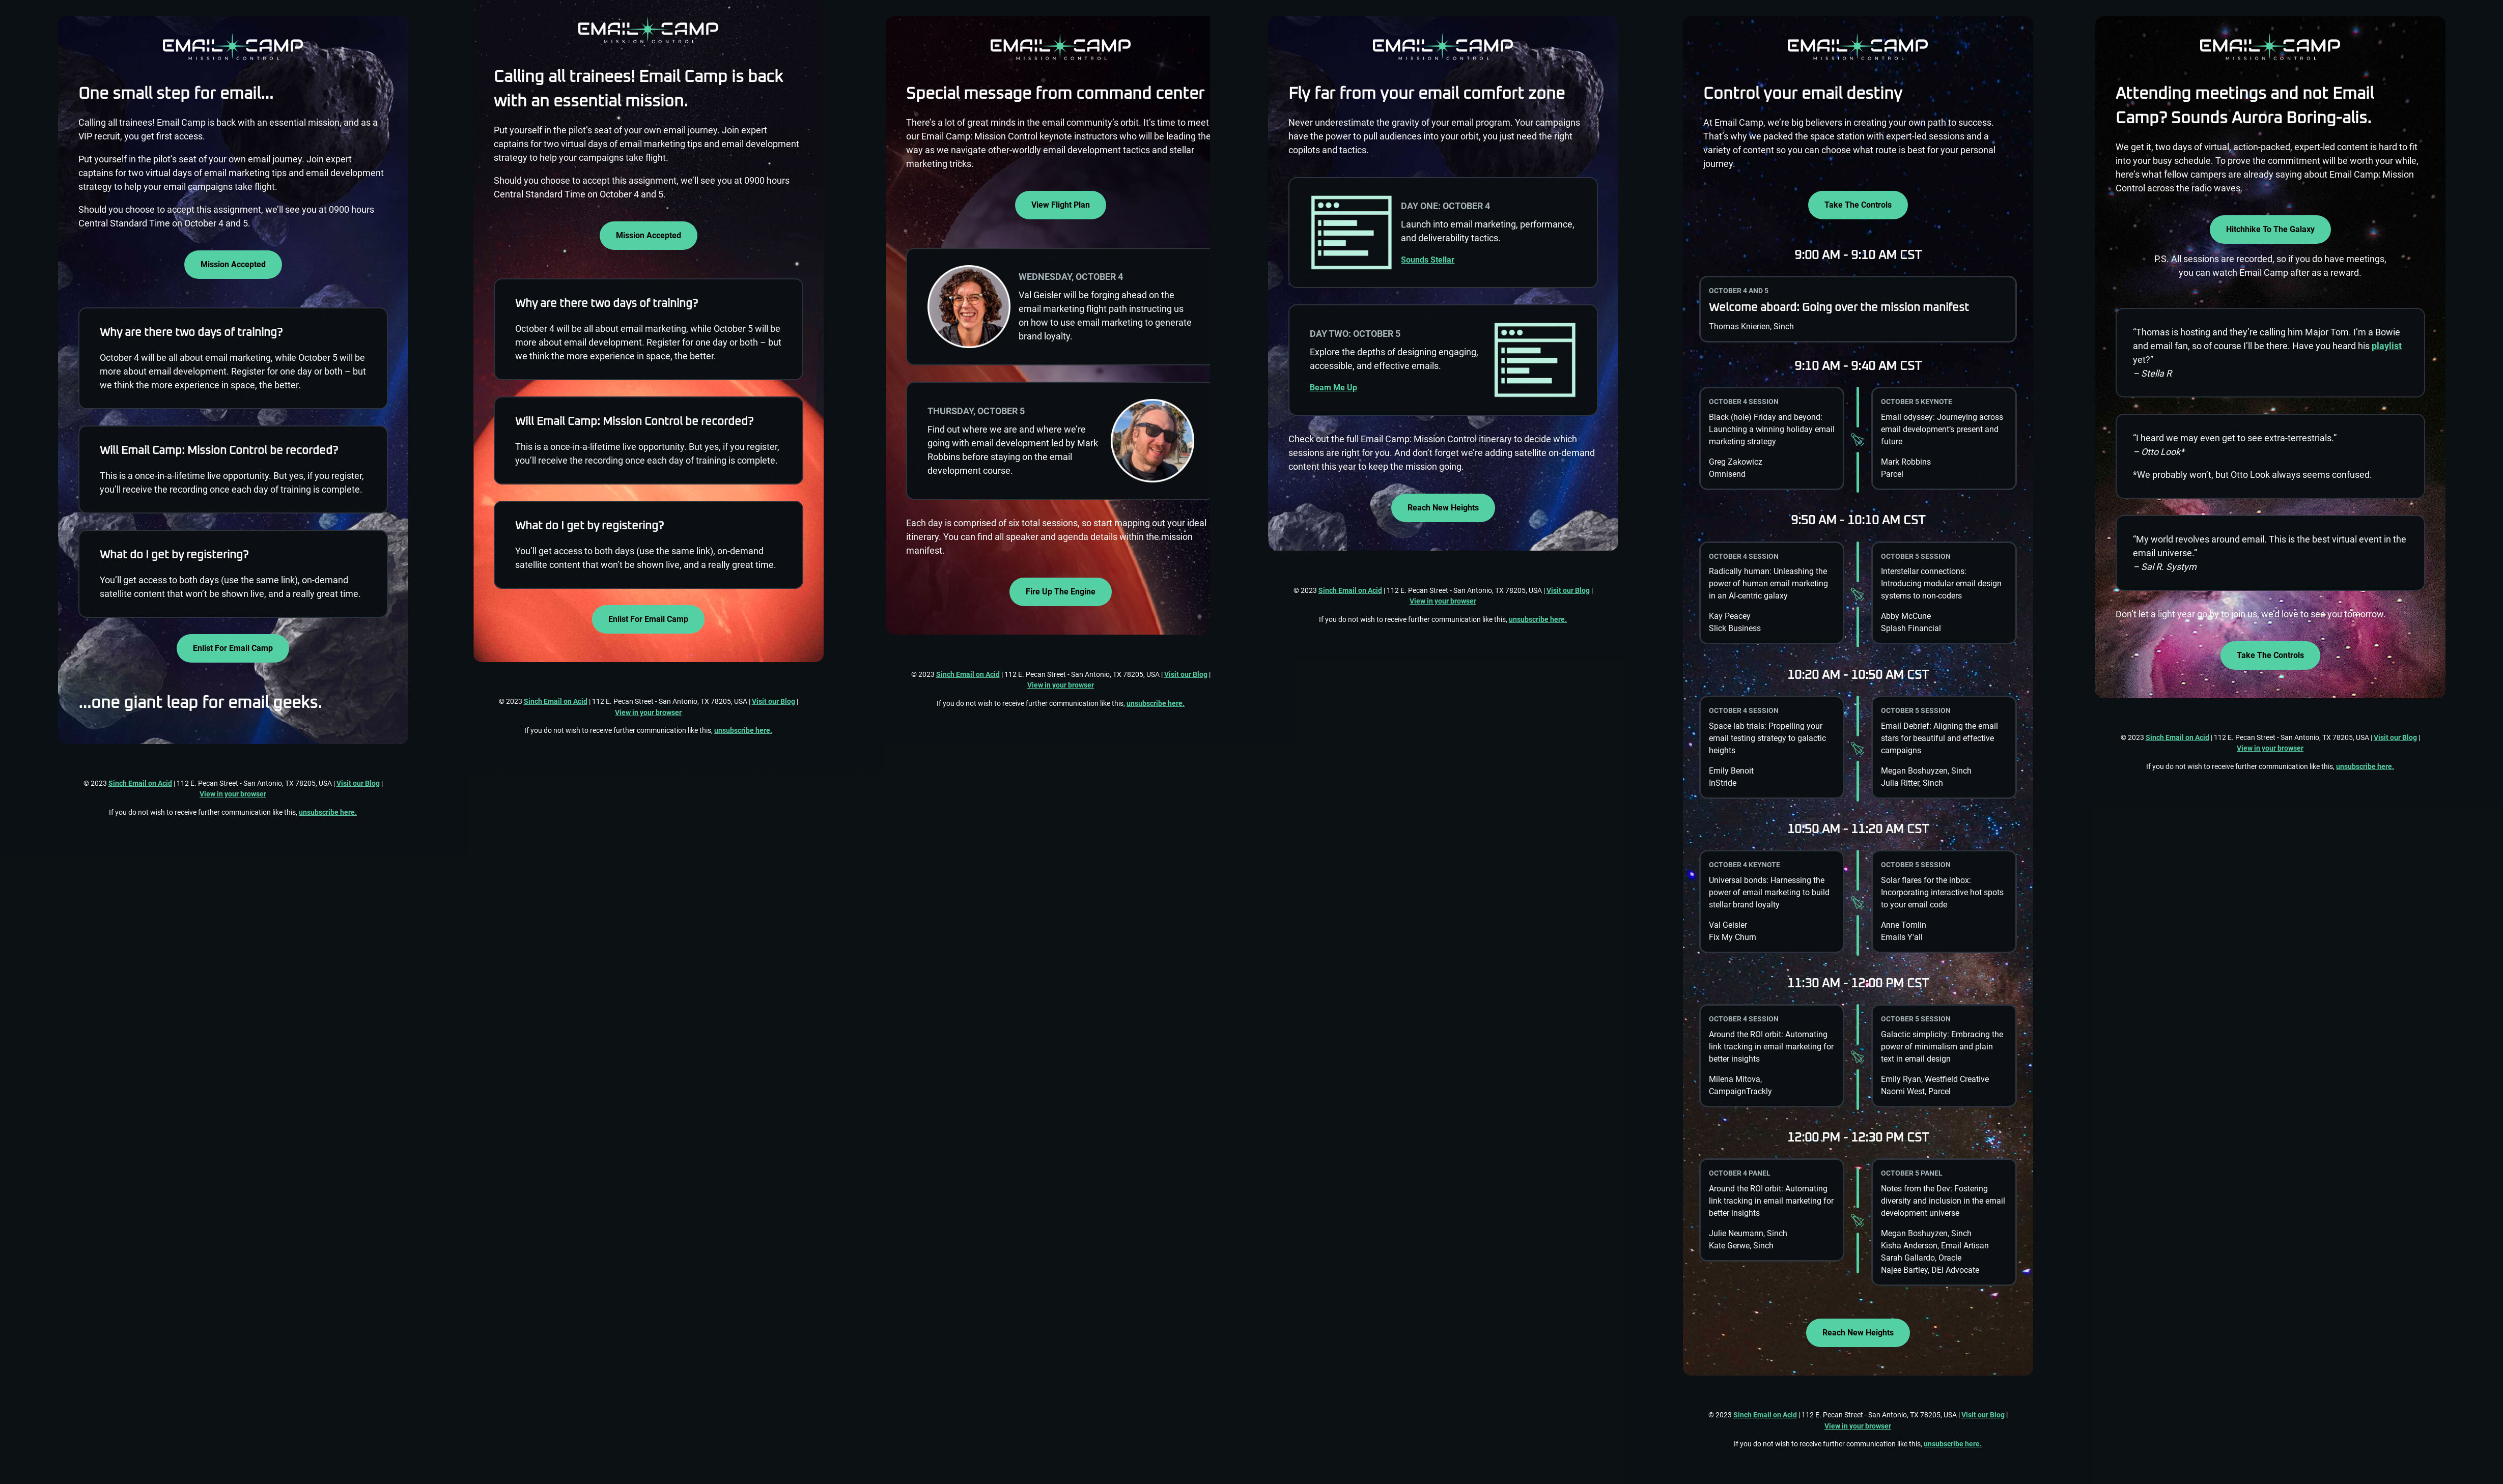 EMAIL CAMP
MISSION CONTROL
One small step for email...
Calling all trainees! Email Camp is back with an essential mission, and as a
VIP recruit, you get first access.
Put yourself in the pilot's seat of your own email journey. Join expert
captains for two virtual days of email marketing tips and email development
strategy to help your email campaigns take flight.
Should you choose to accept this assignment, we'll see you at 0900 hours
Central Standard Time on October 4 and 5.
Mission Accepted
Why are there two days of training?
October 4 will be all about email marketing, while October 5 will be
more about email development. Register for one day or both – but
we think the more experience in space, the better.
Will Email Camp: Mission Control be recorded?
This is a once-in-a-lifetime live opportunity. But yes, if you register,
you'll receive the recording once each day of training is complete.
What do I get by registering?
You'll get access to both days (use the same link), on-demand
satellite content that won't be shown live, and a really great time.
Enlist For Email Camp
...one giant leap for email geeks.
© 2023 Sinch Email on Acid | 112 E. Pecan Street - San Antonio, TX 78205, USA | Visit our Blog |
View in your browser
If you do not wish to receive further communication like this, unsubscribe here.
EMAIL CAMP
MISSION CONTROL
Calling all trainees! Email Camp is back
with an essential mission.
Put yourself in the pilot's seat of your own email journey. Join expert
captains for two virtual days of email marketing tips and email development
strategy to help your campaigns take flight.
Should you choose to accept this assignment, we'll see you at 0900 hours
Central Standard Time on October 4 and 5.
Mission Accepted
Why are there two days of training?
October 4 will be all about email marketing, while October 5 will be
more about email development. Register for one day or both – but
we think the more experience in space, the better.
Will Email Camp: Mission Control be recorded?
This is a once-in-a-lifetime live opportunity. But yes, if you register,
you'll receive the recording once each day of training is complete.
What do I get by registering?
You'll get access to both days (use the same link), on-demand
satellite content that won't be shown live, and a really great time.
Enlist For Email Camp
© 2023 Sinch Email on Acid | 112 E. Pecan Street - San Antonio, TX 78205, USA | Visit our Blog |
View in your browser
If you do not wish to receive further communication like this, unsubscribe here.
EMAIL CAMP
MISSION CONTROL
Special message from command center
There's a lot of great minds in the email community's orbit. It's time to meet
our Email Camp: Mission Control keynote instructors who will be leading the
way as we navigate other-worldly email development tactics and stellar
marketing tricks.
View Flight Plan
WEDNESDAY, OCTOBER 4
Val Geisler will be forging ahead on the
email marketing flight path instructing us
on how to use email marketing to generate
brand loyalty.
THURSDAY, OCTOBER 5
Find out where we are and where we're
going with email development led by Mark
Robbins before staying on the email
development course.
Each day is comprised of six total sessions, so start mapping out your ideal
itinerary. You can find all speaker and agenda details within the mission
manifest.
Fire Up The Engine
© 2023 Sinch Email on Acid | 112 E. Pecan Street - San Antonio, TX 78205, USA | Visit our Blog |
View in your browser
If you do not wish to receive further communication like this, unsubscribe here.
EMAIL CAMP
MISSION CONTROL
Fly far from your email comfort zone
Never underestimate the gravity of your email program. Your campaigns
have the power to pull audiences into your orbit, you just need the right
copilots and tactics.
DAY ONE: OCTOBER 4
Launch into email marketing, performance,
and deliverability tactics.
Sounds Stellar
DAY TWO: OCTOBER 5
Explore the depths of designing engaging,
accessible, and effective emails.
Beam Me Up
Check out the full Email Camp: Mission Control itinerary to decide which
sessions are right for you. And don't forget we're adding satellite on-demand
content this year to keep the mission going.
Reach New Heights
© 2023 Sinch Email on Acid | 112 E. Pecan Street - San Antonio, TX 78205, USA | Visit our Blog |
View in your browser
If you do not wish to receive further communication like this, unsubscribe here.
EMAIL CAMP
MISSION CONTROL
Control your email destiny
At Email Camp, we're big believers in creating your own path to success.
That's why we packed the space station with expert-led sessions and a
variety of content so you can choose what route is best for your personal
journey.
Take The Controls
9:00 AM - 9:10 AM CST
OCTOBER 4 AND 5
Welcome aboard: Going over the mission manifest
Thomas Knierien, Sinch
9:10 AM - 9:40 AM CST
OCTOBER 4 SESSION
Black (hole) Friday and beyond:
Launching a winning holiday email
marketing strategy
Greg Zakowicz
Omnisend
OCTOBER 5 KEYNOTE
Email odyssey: Journeying across
email development's present and
future
Mark Robbins
Parcel
9:50 AM - 10:10 AM CST
OCTOBER 4 SESSION
Radically human: Unleashing the
power of email marketing
in an AI-centric galaxy
Kay Peacey
Slick Business
OCTOBER 5 SESSION
Interstellar connections:
Introducing modular email design
systems to non-coders
Abby McCune
Splash Financial
10:20 AM - 10:50 AM CST
OCTOBER 4 SESSION
Space lab trials: Propelling your
email testing strategy to galactic
heights
Emily Benoit
InStride
OCTOBER 5 SESSION
Email Debrief: Aligning the email
stars for beautiful and effective
campaigns
Megan Boshuyzen, Sinch
Julia Ritter, Sinch
10:50 AM - 11:20 AM CST
OCTOBER 4 KEYNOTE
Universal bonds: Harnessing the
power of email marketing to build
stellar brand loyalty
Val Geisler
Fix My Churn
OCTOBER 5 SESSION
Solar flares for the inbox:
Incorporating interactive hot spots
to your email code
Anne Tomlin
Emails Y'all
11:30 AM - 12:00 PM CST
OCTOBER 4 SESSION
Around the ROI orbit: Automating
link tracking in email marketing for
better insights
Milena Mitova,
CampaignTrackly
OCTOBER 5 SESSION
Galactic simplicity: Embracing the
power of minimalism and plain
text in email design
Emily Ryan, Westfield Creative
Naomi West, Parcel
12:00 PM - 12:30 PM CST
OCTOBER 4 PANEL
Around the ROI orbit: Automating
link tracking in email marketing for
better insights
Julie Neumann, Sinch
Kate Gerwe, Sinch
OCTOBER 5 PANEL
Notes from the Dev: Fostering
diversity and inclusion in the email
development universe
Megan Boshuyzen, Sinch
Kisha Anderson, Email Artisan
Sarah Gallardo, Oracle
Najee Bartley, DEI Advocate
Reach New Heights
© 2023 Sinch Email on Acid | 112 E. Pecan Street - San Antonio, TX 78205, USA | Visit our Blog |
View in your browser
If you do not wish to receive further communication like this, unsubscribe here.
EMAIL CAMP
MISSION CONTROL
Attending meetings and not Email
Camp? Sounds Aurora Boring-alis.
We get it, two days of virtual, action-packed, expert-led content is hard to fit
into your busy schedule. To prove the commitment will be worth your while,
here's what fellow campers are already saying about Email Camp: Mission
Control across the radio waves.
Hitchhike To The Galaxy
P.S. All sessions are recorded, so if you do have meetings,
you can watch Email Camp after as a reward.
"Thomas is hosting and they're calling him Major Tom. I'm a Bowie
and email fan, so of course I'll be there. Have you heard his playlist
yet?"
– Stella R
"I heard we may even get to see extra-terrestrials."
– Otto Look*
*We probably won't, but Otto Look always seems confused.
"My world revolves around email. This is the best virtual event in the
email universe."
– Sal R. Systym
Don't let a light year go by to join us, we'd love to see you tomorrow.
Take The Controls
© 2023 Sinch Email on Acid | 112 E. Pecan Street - San Antonio, TX 78205, USA | Visit our Blog |
View in your browser
If you do not wish to receive further communication like this, unsubscribe here.